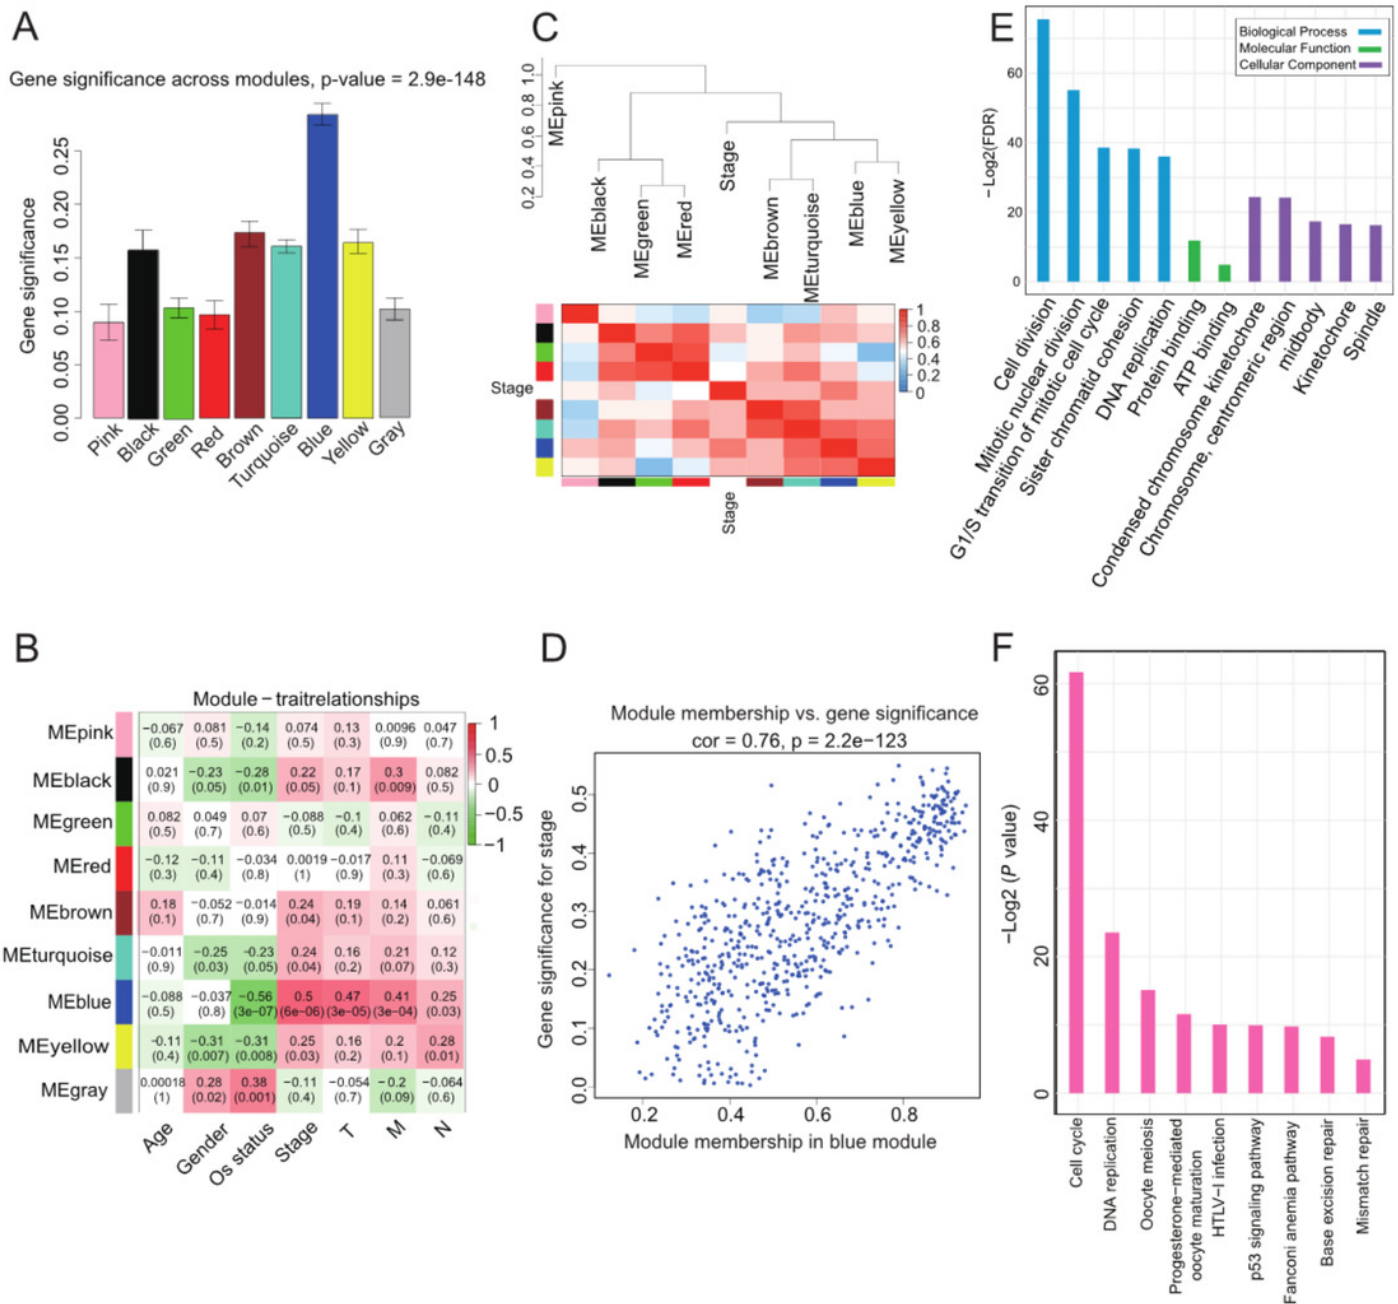 A
Gene significance across modules, p-value = 2.9e-148
Gene significance
0.25
0.20
0.15
0.10
0.05
0.00
Pink
Black
Green
Red
Brown
Turquoise
Blue
Yellow
Gray
C
1.0
0.8
0.6
0.4
0.2
MEpink
MEblack
MEgreen
MEred
Stage
MEbrown
MEturquoise
MEblue
MEyellow
1
0.8
0.6
0.4
0.2
0
Stage
Stage
E
Biological Process
Molecular Function
Cellular Component
−Log2(FDR)
60
40
20
0
Cell division
Mitotic nuclear division
G1/S transition of mitotic cell cycle
Sister chromatid cohesion
DNA replication
Protein binding
ATP binding
Condensed chromosome kinetochore
Chromosome, centromeric region
midbody
Kinetochore
Spindle
B
Module − traitrelationships
MEpink −0.067 0.081 −0.14 0.074 0.13 0.0096 0.047
(0.6) (0.5) (0.2) (0.5) (0.3) (0.9) (0.7)
MEblack 0.021 −0.23 −0.28 0.22 0.17 0.3 0.082
(0.9) (0.05) (0.01) (0.05) (0.1) (0.009) (0.5)
MEgreen 0.082 0.049 0.07 −0.088 −0.1 0.062 −0.11
(0.5) (0.7) (0.6) (0.5) (0.4) (0.6) (0.4)
MEred −0.12 −0.11 −0.034 0.0019 −0.017 0.11 −0.069
(0.3) (0.4) (0.8) (1) (0.9) (0.3) (0.6)
MEbrown 0.18 −0.052 −0.014 0.24 0.19 0.14 0.061
(0.1) (0.7) (0.9) (0.04) (0.1) (0.2) (0.6)
MEturquoise −0.011 −0.25 −0.23 0.24 0.16 0.21 0.12
(0.9) (0.03) (0.05) (0.04) (0.2) (0.07) (0.3)
MEblue −0.088 −0.037 −0.56 0.5 0.47 0.41 0.25
(0.5) (0.8) (3e−07) (6e−06) (3e−05) (3e−04) (0.03)
MEyellow −0.11 −0.31 −0.31 0.25 0.16 0.2 0.28
(0.4) (0.007) (0.008) (0.03) (0.2) (0.1) (0.01)
MEgray 0.00018 0.28 0.38 −0.11 −0.054 −0.2 −0.064
(1) (0.02) (0.001) (0.4) (0.7) (0.09) (0.6)
Age
Gender
Os status
Stage
T
M
N
1
0.5
0
−0.5
−1
D
Module membership vs. gene significance
cor = 0.76, p = 2.2e−123
Gene significance for stage
0.5
0.4
0.3
0.2
0.1
0.0
0.2 0.4 0.6 0.8
Module membership in blue module
F
−Log2 (P value)
60
40
20
0
Cell cycle
DNA replication
Oocyte meiosis
Progesterone−mediated
oocyte maturation
HTLV−I infection
p53 signaling pathway
Fanconi anemia pathway
Base excision repair
Mismatch repair